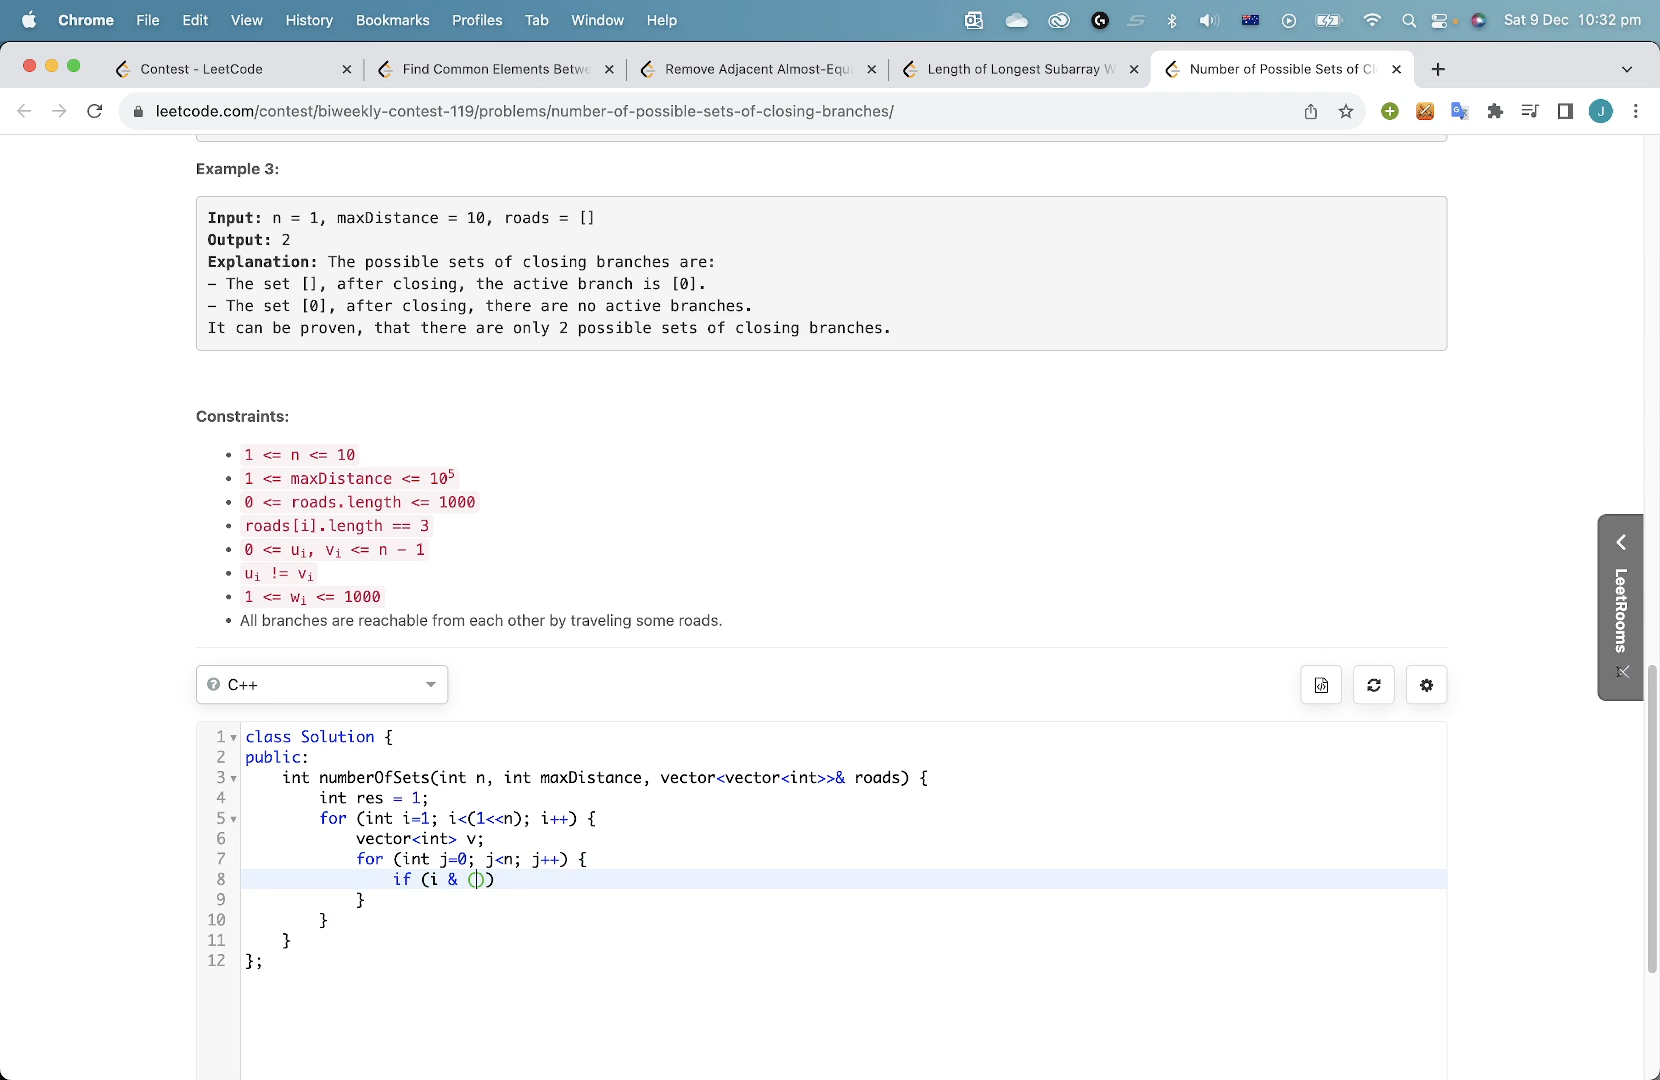 Chrome File Edit View History Bookmarks Profiles Tab Window Help Sat 9 Dec 10:32 pm
Contest - LeetCode Find Common Elements Betwe Remove Adjacent Almost-Equ Length of Longest Subarray W Number of Possible Sets of Cl
leetcode.com/contest/biweekly-contest-119/problems/number-of-possible-sets-of-closing-branches/ J
Example 3:
Input: n = 1, maxDistance = 10, roads = []
Output: 2
Explanation: The possible sets of closing branches are:
- The set [], after closing, the active branch is [0].
- The set [0], after closing, there are no active branches.
It can be proven, that there are only 2 possible sets of closing branches.
Constraints:
• 1 <= n <= 10
• 1 <= maxDistance <= 10⁵
• 0 <= roads.length <= 1000
• roads[i].length == 3
• 0 <= uᵢ, vᵢ <= n - 1
• uᵢ != vᵢ
• 1 <= wᵢ <= 1000
• All branches are reachable from each other by traveling some roads.
LeetRooms
C++
1 class Solution {
2 public:
3     int numberOfSets(int n, int maxDistance, vector<vector<int>>& roads) {
4         int res = 1;
5         for (int i=1; i<(1<<n); i++) {
6             vector<int> v;
7             for (int j=0; j<n; j++) {
8                 if (i & ())
9             }
10         }
11     }
12 };